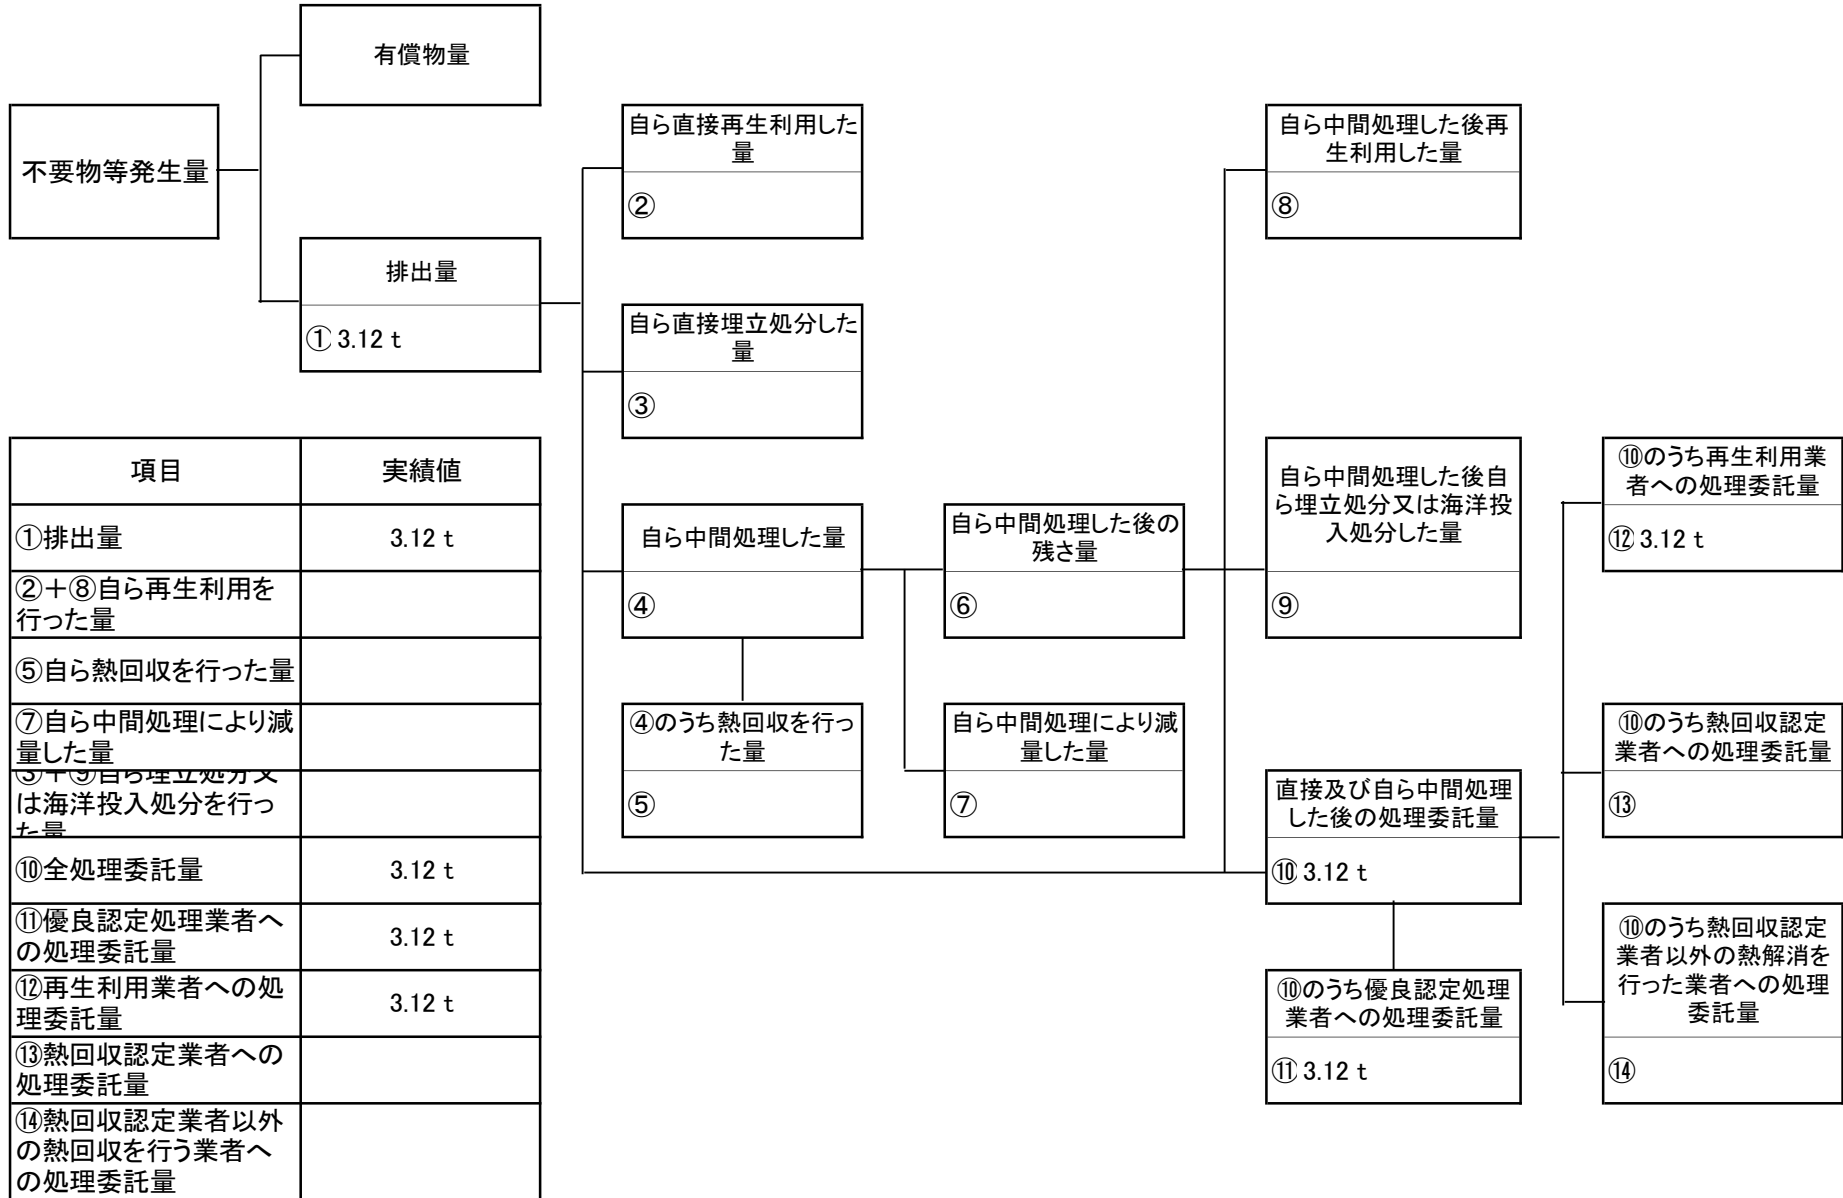 有償物量
不要物等発生量
排出量
① 3.12 t
自ら直接再生利用した
量
②
自ら直接埋立処分した
量
③
自ら中間処理した量
④
④のうち熱回収を行っ
た量
⑤
自ら中間処理した後の
残さ量
⑥
自ら中間処理により減
量した量
⑦
自ら中間処理した後再
生利用した量
⑧
自ら中間処理した後自
ら埋立処分又は海洋投
入処分した量
⑨
直接及び自ら中間処理
した後の処理委託量
⑩ 3.12 t
⑩のうち優良認定処理
業者への処理委託量
⑪ 3.12 t
⑩のうち再生利用業
者への処理委託量
⑫ 3.12 t
⑩のうち熱回収認定
業者への処理委託量
⑬
⑩のうち熱回収認定
業者以外の熱解消を
行った業者への処理
委託量
⑭
項目 実績値
①排出量 3.12 t
②＋⑧自ら再生利用を
行った量
⑤自ら熱回収を行った量
⑦自ら中間処理により減
量した量
③＋⑨自ら埋立処分又
は海洋投入処分を行っ
た量
⑩全処理委託量 3.12 t
⑪優良認定処理業者へ
の処理委託量 3.12 t
⑫再生利用業者への処
理委託量 3.12 t
⑬熱回収認定業者への
処理委託量
⑭熱回収認定業者以外
の熱回収を行う業者へ
の処理委託量